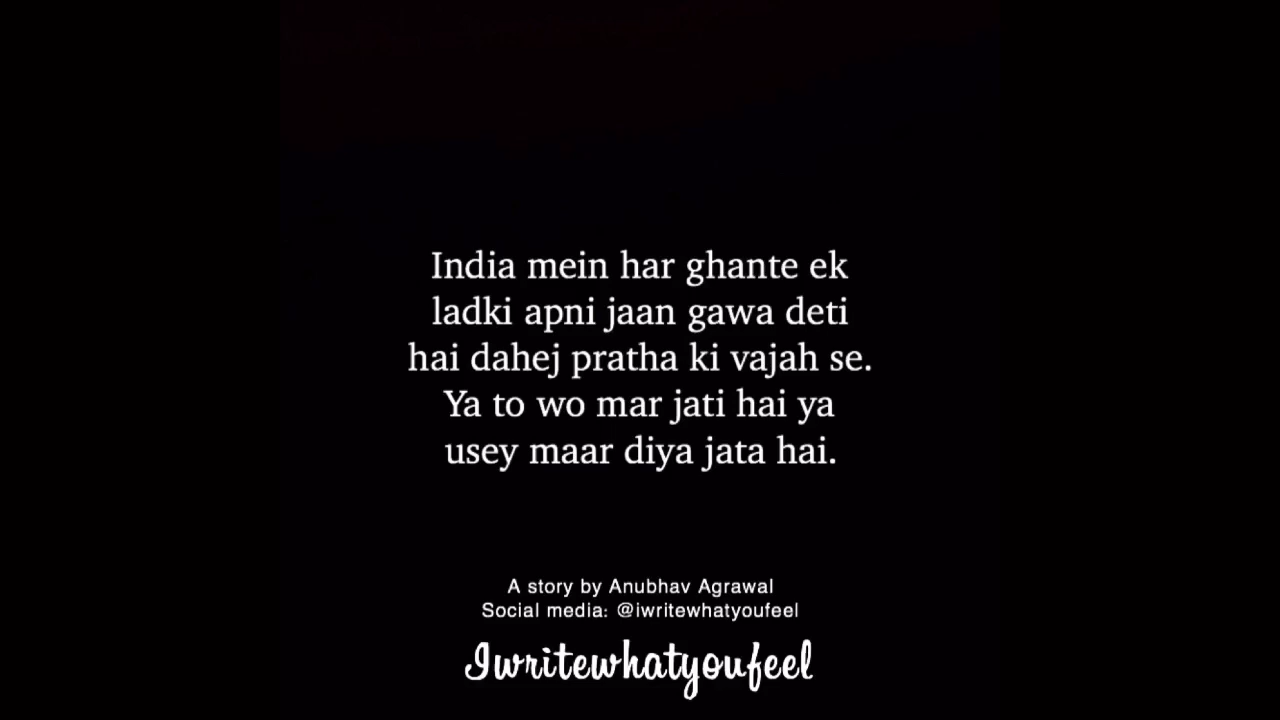 India mein har ghante ek
ladki apni jaan gawa deti
hai dahej pratha ki vajah se.
Ya to wo mar jati hai ya
usey maar diya jata hai.
A story by Anubhav Agrawal
Social media: @iwritewhatyoufeel
Iwritewhatyoufeel